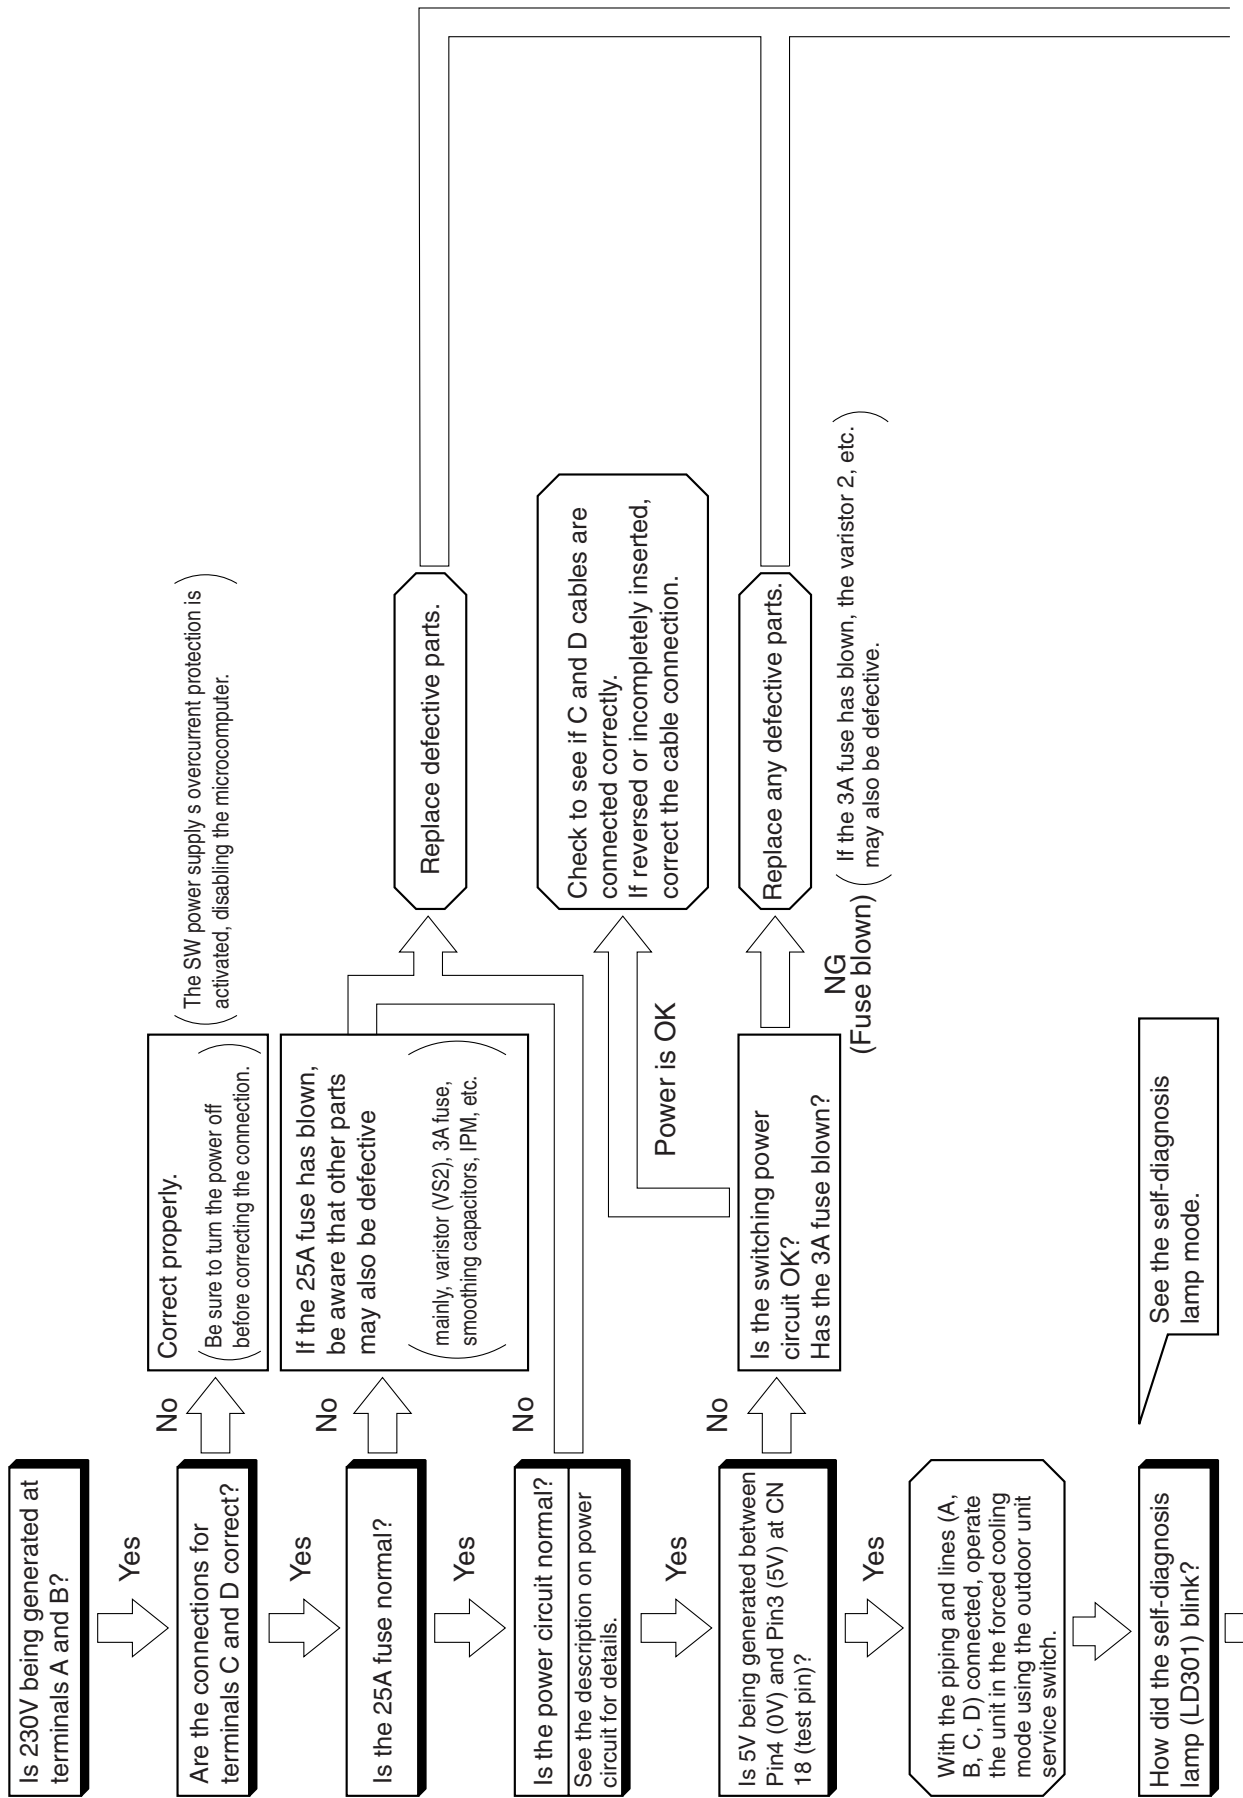 Is 230V being generated at
terminals A and B?
Yes
Are the connections for
terminals C and D correct?
No
Correct properly.
Be sure to turn the power off
before correcting the connection.
The SW power supply s overcurrent protection is
activated, disabling the microcomputer.
Yes
Is the 25A fuse normal?
No
If the 25A fuse has blown,
be aware that other parts
may also be defective
mainly, varistor (VS2), 3A fuse,
smoothing capacitors, IPM, etc.
Replace defective parts.
Yes
Is the power circuit normal?
See the description on power
circuit for details.
No
Yes
Is 5V being generated between
Pin4 (0V) and Pin3 (5V) at CN
18 (test pin)?
No
Is the switching power
circuit OK?
Has the 3A fuse blown?
Power is OK
Check to see if C and D cables are
connected correctly.
If reversed or incompletely inserted,
correct the cable connection.
NG
(Fuse blown)
Replace any defective parts.
If the 3A fuse has blown, the varistor 2, etc.
may also be defective.
Yes
With the piping and lines (A,
B, C, D) connected, operate
the unit in the forced cooling
mode using the outdoor unit
service switch.
How did the self-diagnosis
lamp (LD301) blink?
See the self-diagnosis
lamp mode.